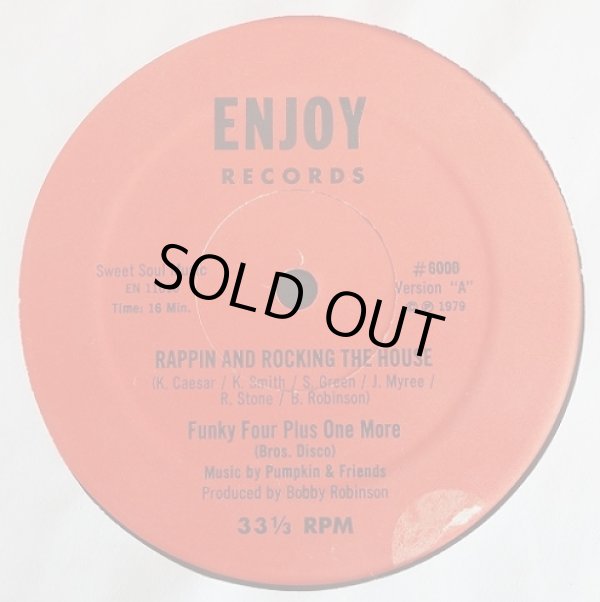 ENJOY
RECORDS
Sweet Soul Music
#6000
EN
Version "A"
Time: 16 Min.
© ℗ 1979
SOLD OUT
RAPPIN AND ROCKING THE HOUSE
(K. Caesar / K. Smith / S. Green / J. Myree /
R. Stone / B. Robinson)
Funky Four Plus One More
(Bros. Disco)
Music by Pumpkin & Friends
Produced by Bobby Robinson
33⅓ RPM